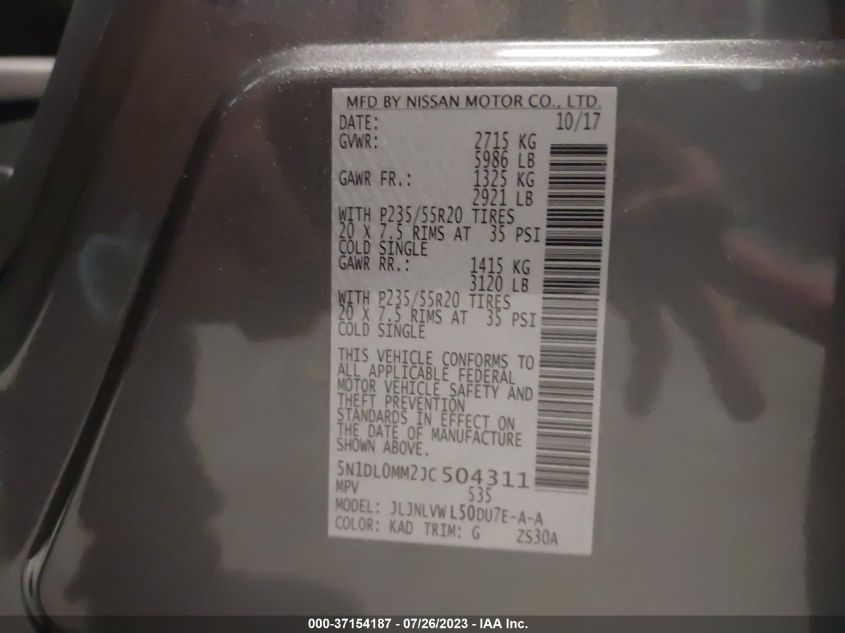 MFD BY NISSAN MOTOR CO., LTD.
DATE: 10/17
GVWR: 2715 KG
5986 LB
GAWR FR.: 1325 KG
2921 LB
WITH P235/55R20 TIRES
20 X 7.5 RIMS AT 35 PSI
COLD SINGLE
GAWR RR.: 1415 KG
3120 LB
WITH P235/55R20 TIRES
20 X 7.5 RIMS AT 35 PSI
COLD SINGLE
THIS VEHICLE CONFORMS TO
ALL APPLICABLE FEDERAL
MOTOR VEHICLE SAFETY AND
THEFT PREVENTION
STANDARDS IN EFFECT ON
THE DATE OF MANUFACTURE
SHOWN ABOVE.
5N1DL0MM2JC 504311
MPV S35
MODEL: JLJNLVW L50DU7E-A-A
COLOR: KAD TRIM: G ZS30A
000-37154187 - 07/26/2023 - IAA Inc.